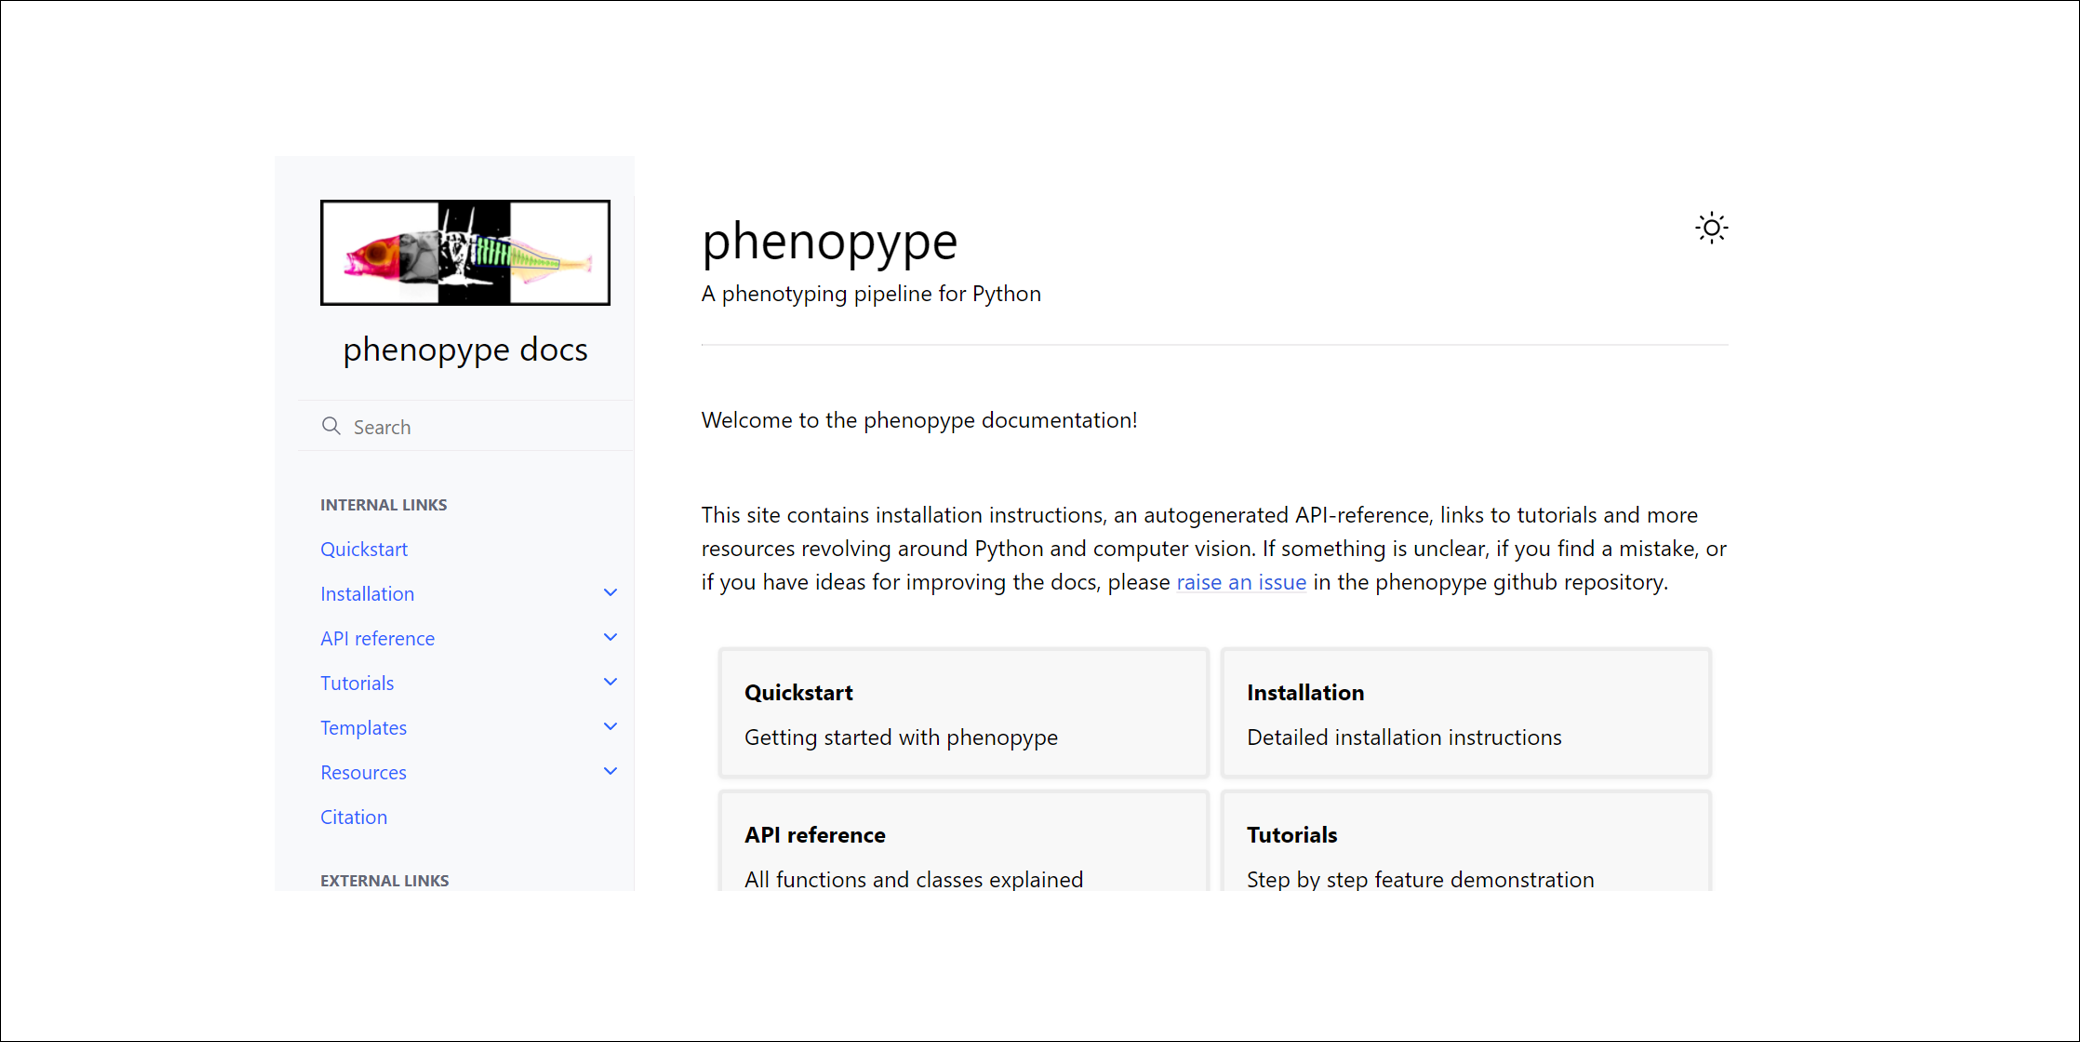 phenopype docs
Search
INTERNAL LINKS
Quickstart
Installation
API reference
Tutorials
Templates
Resources
Citation
EXTERNAL LINKS
phenopype
A phenotyping pipeline for Python
Welcome to the phenopype documentation!
This site contains installation instructions, an autogenerated API-reference, links to tutorials and more
resources revolving around Python and computer vision. If something is unclear, if you find a mistake, or
if you have ideas for improving the docs, please raise an issue in the phenopype github repository.
Quickstart
Getting started with phenopype
Installation
Detailed installation instructions
API reference
All functions and classes explained
Tutorials
Step by step feature demonstration